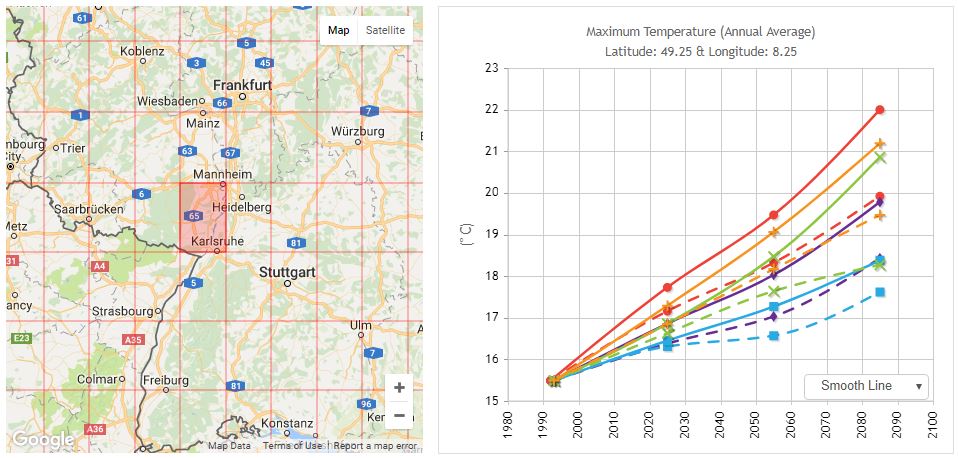 61
Map
Satellite
5
Koblenz
3
45
Frankfurt
Wiesbaden
66
1
Mainz
7
Würzburg
mbourg
City
Trier
63
67
Mannheim
6
Saarbrücken
65
Heidelberg
Metz
Karlsruhe
81
31
A4
Stuttgart
5
ancy
Strasbourg
E23
A35
Ulm
7
Colmar
Freiburg
81
+
96
−
A36
Konstanz
Ken
Google
Map Data
Terms of Use
Report a map error
Maximum Temperature (Annual Average)
Latitude: 49.25 & Longitude: 8.25
23
22
21
20
19
18
17
16
15
(° C)
Smooth Line
1980
1990
2000
2010
2020
2030
2040
2050
2060
2070
2080
2090
2100